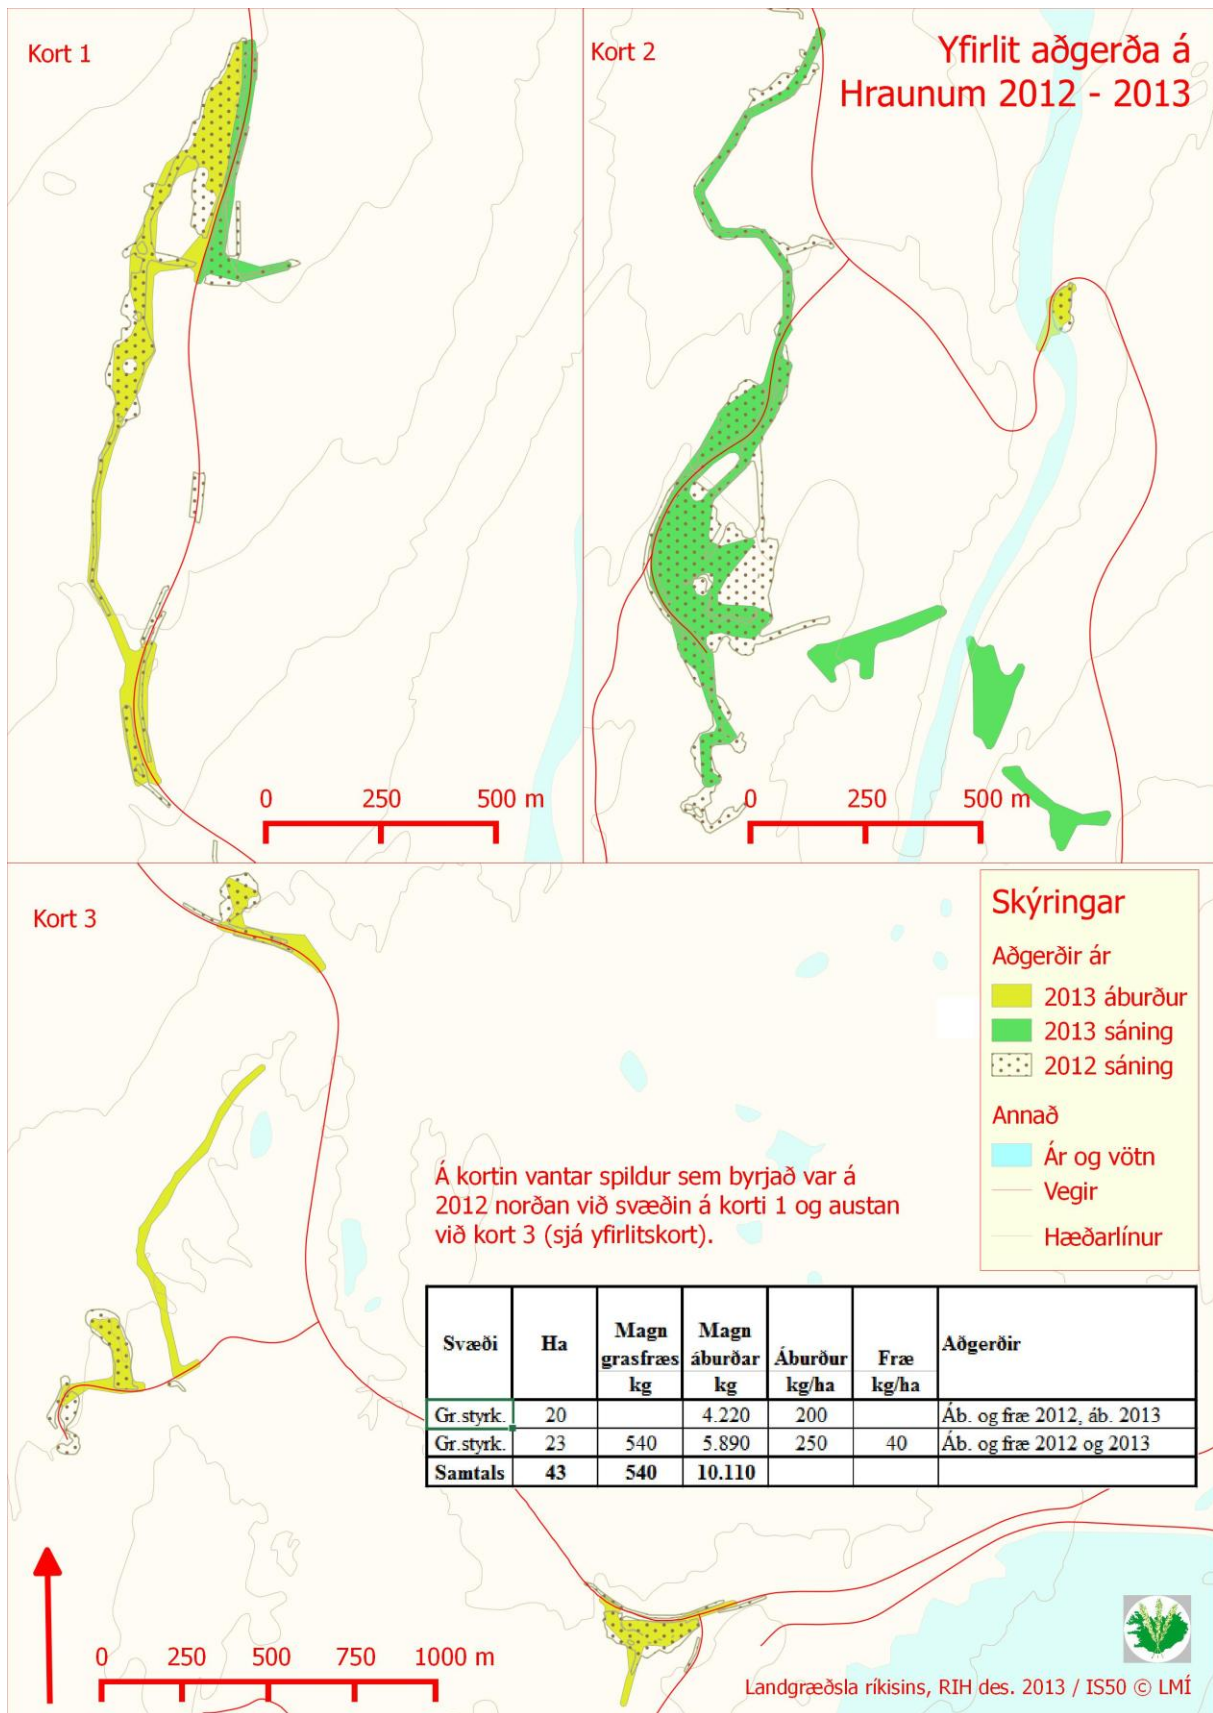 Kort 1
Kort 2
Yfirlit aðgerða á
Hraunum 2012 - 2013
0 250 500 m
0 250 500 m
Kort 3
Skýringar
Aðgerðir ár
2013 áburður
2013 sáning
2012 sáning
Annað
Ár og vötn
Vegir
Hæðarlínur
Á kortin vantar spildur sem byrjað var á
2012 norðan við svæðin á korti 1 og austan
við kort 3 (sjá yfirlitskort).
Svæði Ha Magn grasfræs kg Magn áburðar kg Áburður kg/ha Fræ kg/ha Aðgerðir
Gr.styrk. 20 4.220 200 Áb. og fræ 2012, áb. 2013
Gr.styrk. 23 540 5.890 250 40 Áb. og fræ 2012 og 2013
Samtals 43 540 10.110
0 250 500 750 1000 m
Landgræðsla ríkisins, RIH des. 2013 / IS50 © LMÍ